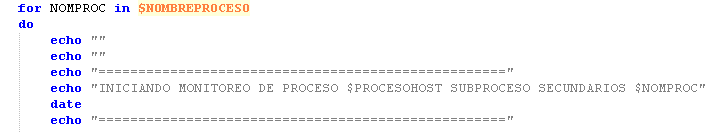 for NOMPROC in $NOMBREPROCESO
do
echo ""
echo ""
echo "==================================================="
echo "INICIANDO MONITOREO DE PROCESO $PROCESOHOST SUBPROCESO SECUNDARIOS $NOMPROC"
date
echo "==================================================="